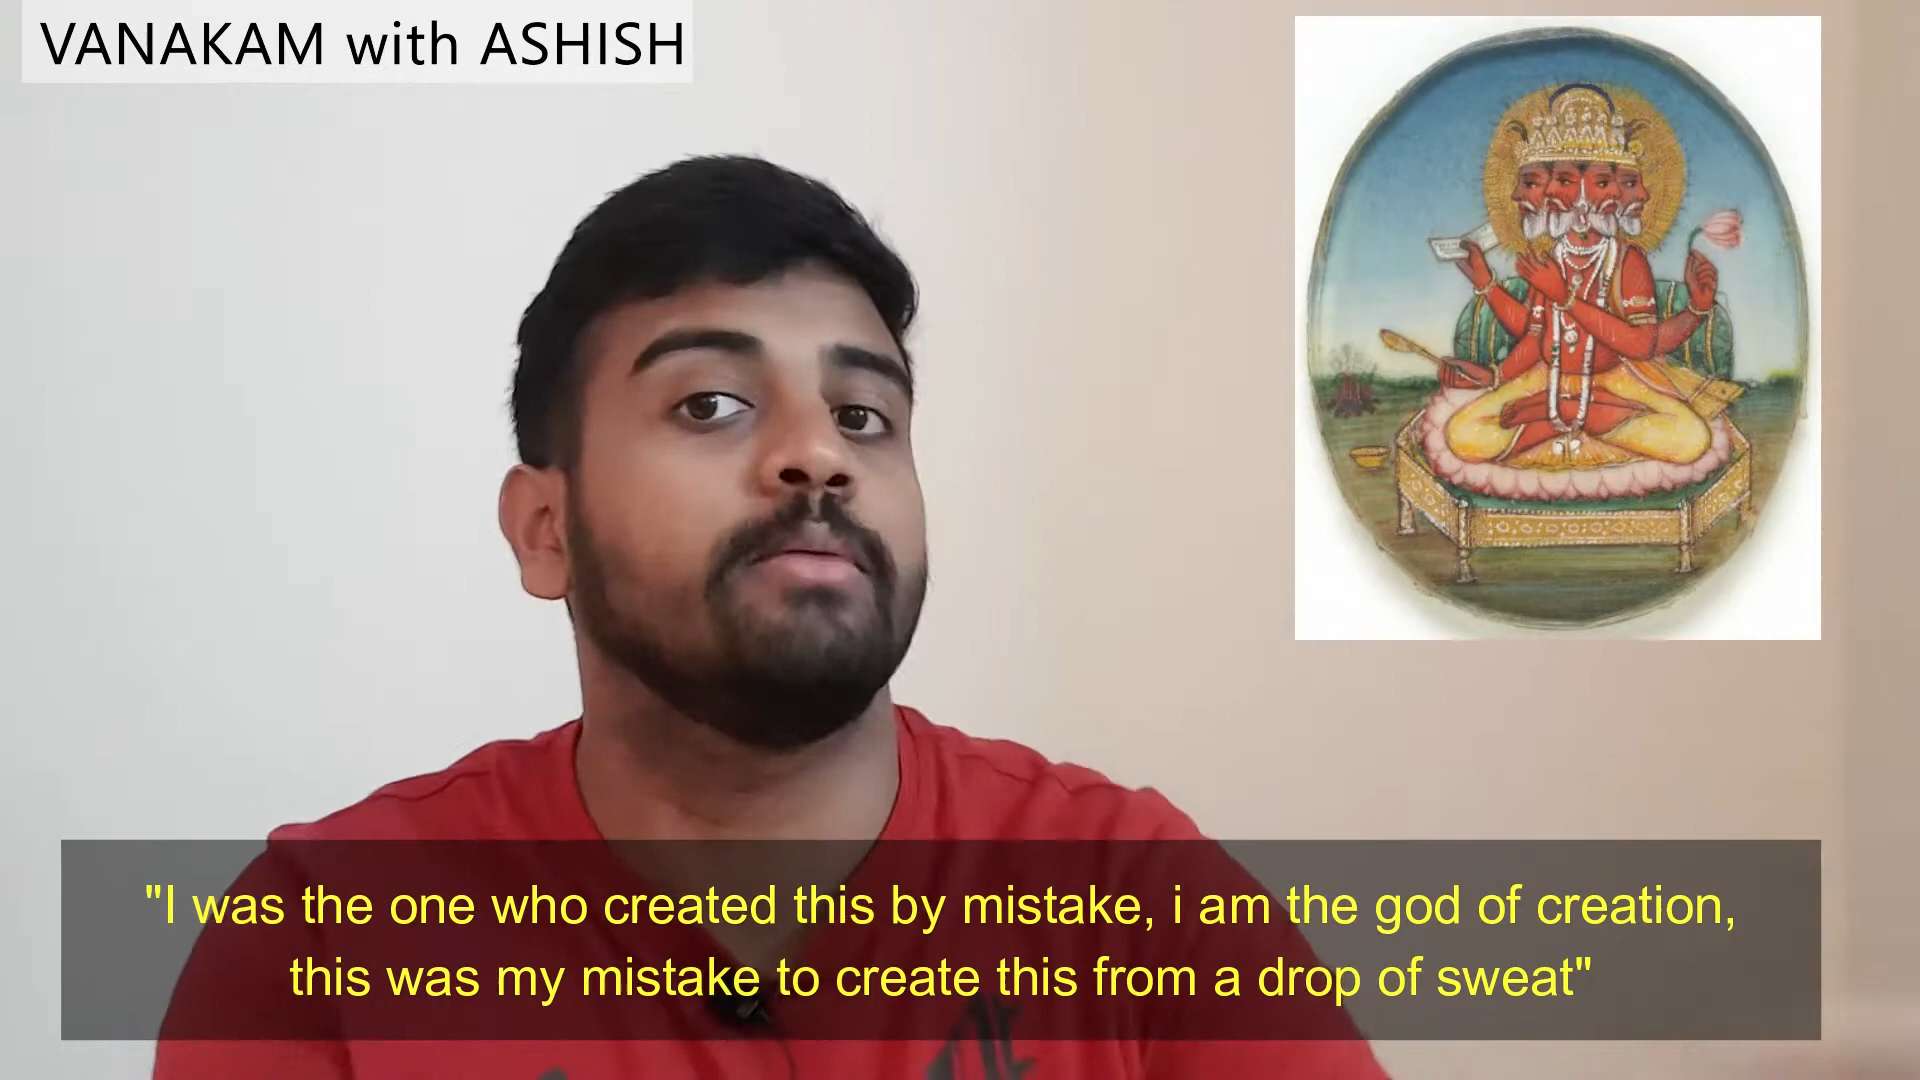 VANAKAM with ASHISH
"I was the one who created this by mistake, i am the god of creation,
this was my mistake to create this from a drop of sweat"